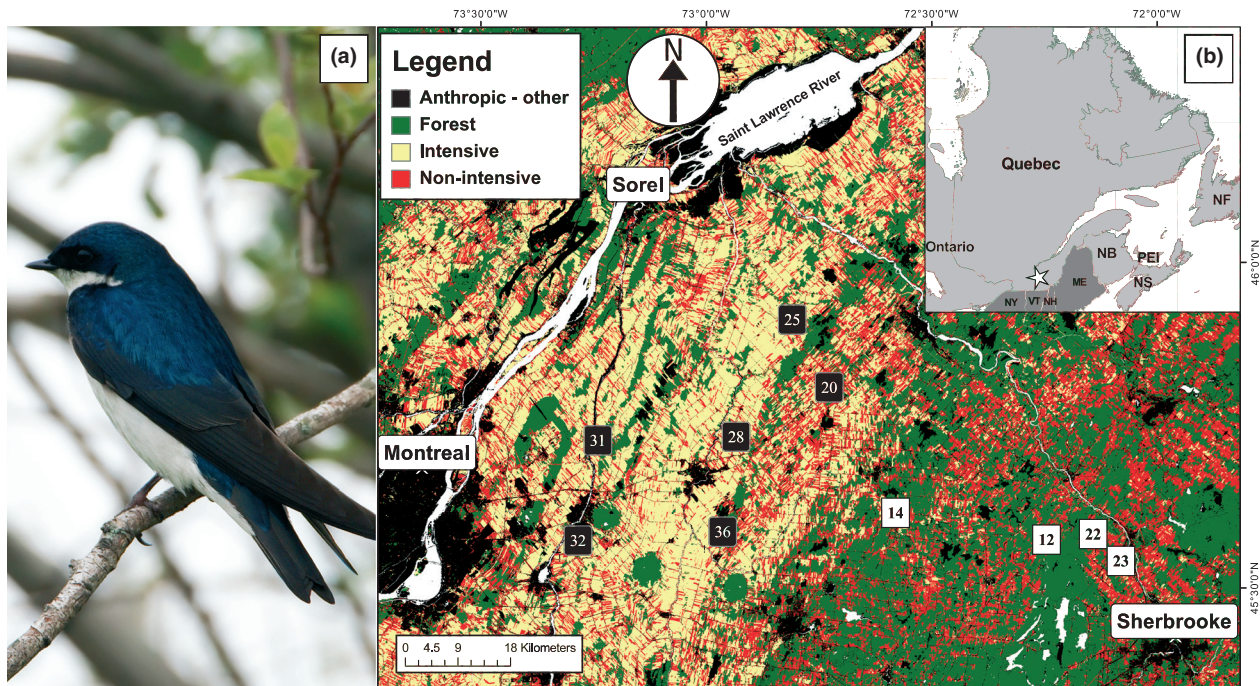 (a)
73°30'0"W
73°00'0"W
72°30'0"W
72°00'0"W
Legend
Anthropic - other
Forest
Intensive
Non-intensive
N
Saint Lawrence River
Sorel
Montreal
Sherbrooke
25
20
31
28
14
36
32
12
22
23
0 4.5 9 18 Kilometers
(b)
Quebec
Ontario
NF
NB
PEI
NS
ME
NY
VT
NH
46°0'0"N
45°30'0"N